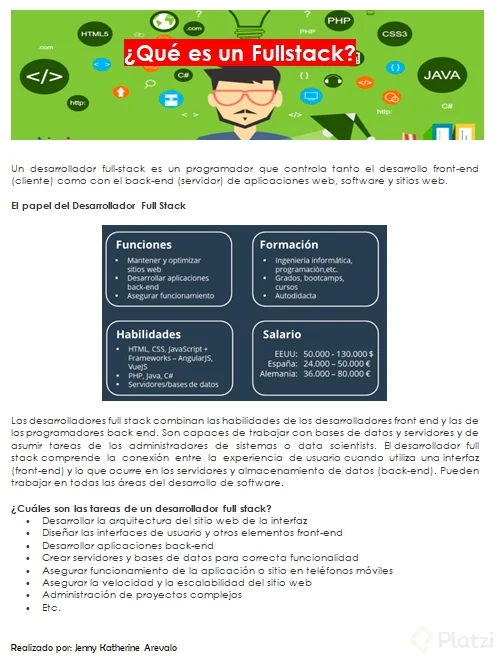 HTML5
.com
PHP
CSS3
.com
¿Qué es un Fullstack?
</>
C#
</>
JAVA
http:
C#
http:
Un desarrollador full-stack es un programador que controla tanto el desarrollo front-end
(cliente) como con el back-end (servidor) de aplicaciones web, software y sitios web.
El papel del Desarrollador Full Stack
Funciones
• Mantener y optimizar
sitios web
• Desarrollar aplicaciones
back-end
• Asegurar funcionamiento
Formación
• Ingeniería informática,
programación,etc.
• Grados, bootcamps,
cursos
• Autodidacta
Habilidades
• HTML, CSS, JavaScript +
Frameworks – AngularJS,
VueJS
• PHP, Java, C#
• Servidores/bases de datos
Salario
EEUU: 50.000 - 130.000 $
España: 24.000 – 50.000 €
Alemania: 36.000 – 80.000 €
Los desarrolladores full stack combinan las habilidades de los desarrolladores front end y las de
los programadores back end. Son capaces de trabajar con bases de datos y servidores y de
asumir tareas de los administradores de sistemas o data scientists. El desarrollador full
stack comprende la conexión entre la experiencia de usuario cuando utiliza una interfaz
(front-end) y lo que ocurre en los servidores y almacenamiento de datos (back-end). Pueden
trabajar en todas las áreas del desarrollo de software.
¿Cuáles son las tareas de un desarrollador full stack?
• Desarrollar la arquitectura del sitio web de la interfaz
• Diseñar las interfaces de usuario y otros elementos front-end
• Desarrollar aplicaciones back-end
• Crear servidores y bases de datos para correcta funcionalidad
• Asegurar funcionamiento de la aplicación o sitio en teléfonos móviles
• Asegurar la velocidad y la escalabilidad del sitio web
• Administración de proyectos complejos
• Etc.
Realizado por: Jenny Katherine Arevalo
Platzi